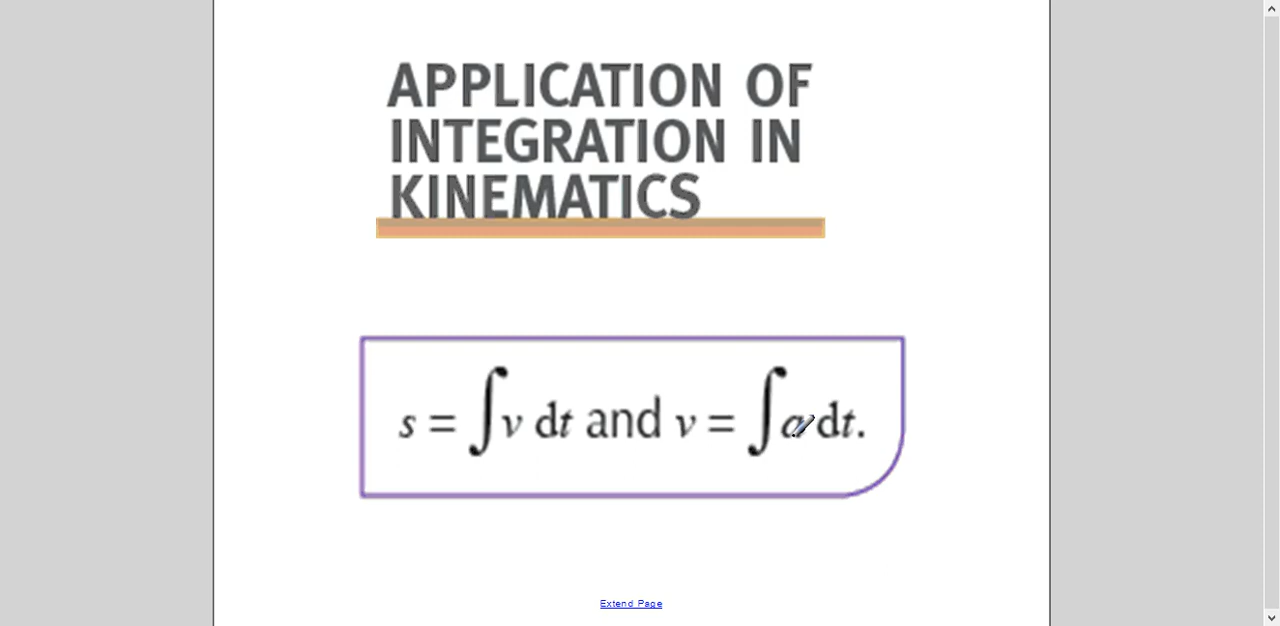 APPLICATION OF
INTEGRATION IN
KINEMATICS
s = ∫v dt and v = ∫a dt.
Extend Page